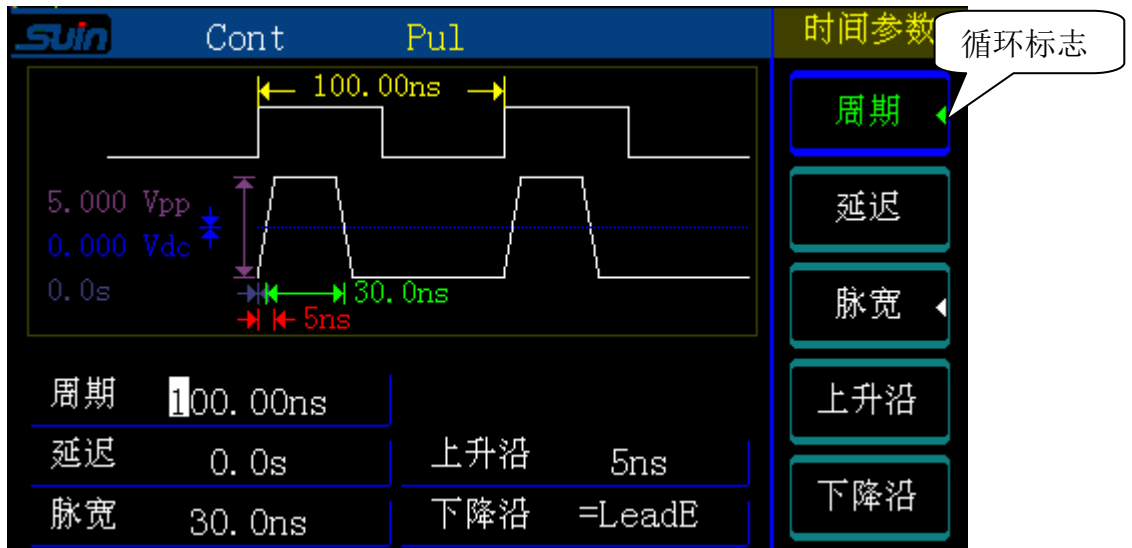 Suin Cont Pul 时间参数
循环标志
100.00ns
周期
5.000 Vpp
延迟
0.000 Vdc
0.0s 30.0ns
脉宽
5ns
周期 100.00ns
上升沿
延迟 0.0s 上升沿 5ns
下降沿
脉宽 30.0ns 下降沿 =LeadE